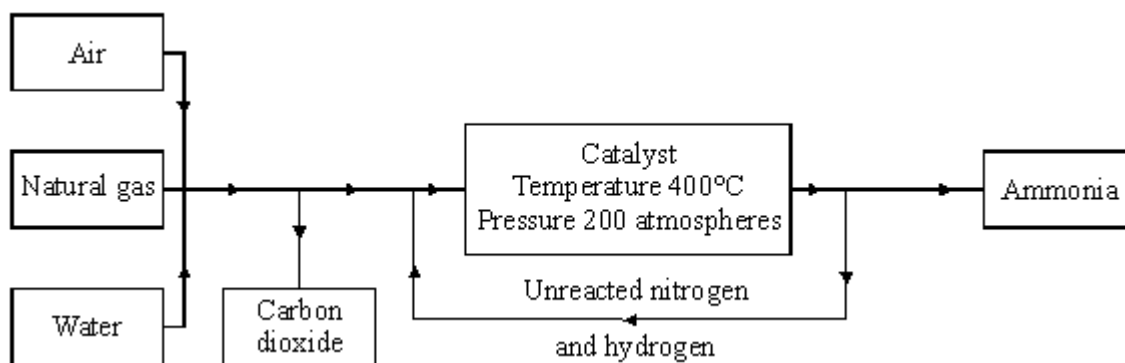 Air
Natural gas
Water
Carbon
dioxide
Catalyst
Temperature 400°C
Pressure 200 atmospheres
Unreacted nitrogen
and hydrogen
Ammonia